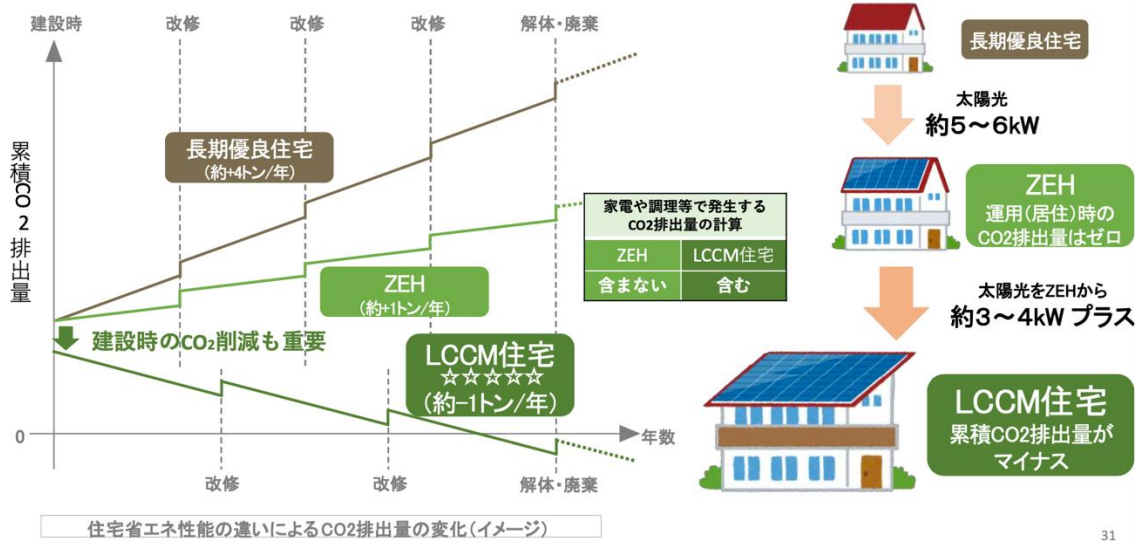 建設時
改修
改修
改修
解体・廃棄
累積CO2排出量
長期優良住宅
(約+4トン/年)
ZEH
(約+1トン/年)
建設時のCO₂削減も重要
LCCM住宅
☆☆☆☆☆
(約−1トン/年)
0
年数
改修
改修
解体・廃棄
住宅省エネ性能の違いによるCO2排出量の変化(イメージ)
家電や調理等で発生する
CO2排出量の計算
ZEH LCCM住宅
含まない 含む
長期優良住宅
太陽光
約5～6kW
ZEH
運用(居住)時の
CO2排出量はゼロ
太陽光をZEHから
約3～4kW プラス
LCCM住宅
累積CO2排出量が
マイナス
31